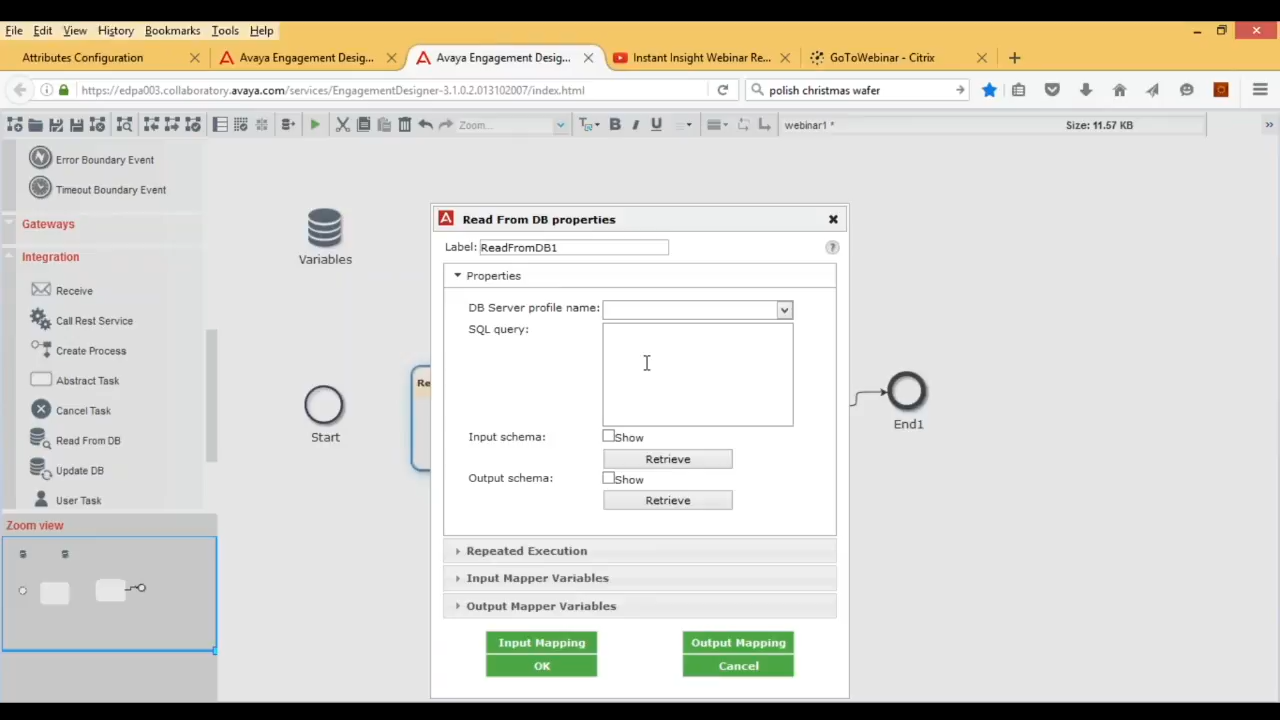 File Edit View History Bookmarks Tools Help
Attributes Configuration Avaya Engagement Desig... Avaya Engagement Desig... Instant Insight Webinar Re... GoToWebinar - Citrix
https://edpa003.collaboratory.avaya.com/services/EngagementDesigner-3.1.0.2.013102007/index.html polish christmas wafer
Zoom... B i U webinar1 * Size: 11.57 KB
Error Boundary Event
Timeout Boundary Event
Gateways
Integration
Receive
Call Rest Service
Create Process
Abstract Task
Cancel Task
Read From DB
Update DB
User Task
Zoom view
Variables
Start
Re
End1
Read From DB properties
Label: ReadFromDB1
Properties
DB Server profile name:
SQL query:
Input schema: Show
Retrieve
Output schema: Show
Retrieve
Repeated Execution
Input Mapper Variables
Output Mapper Variables
Input Mapping Output Mapping
OK Cancel